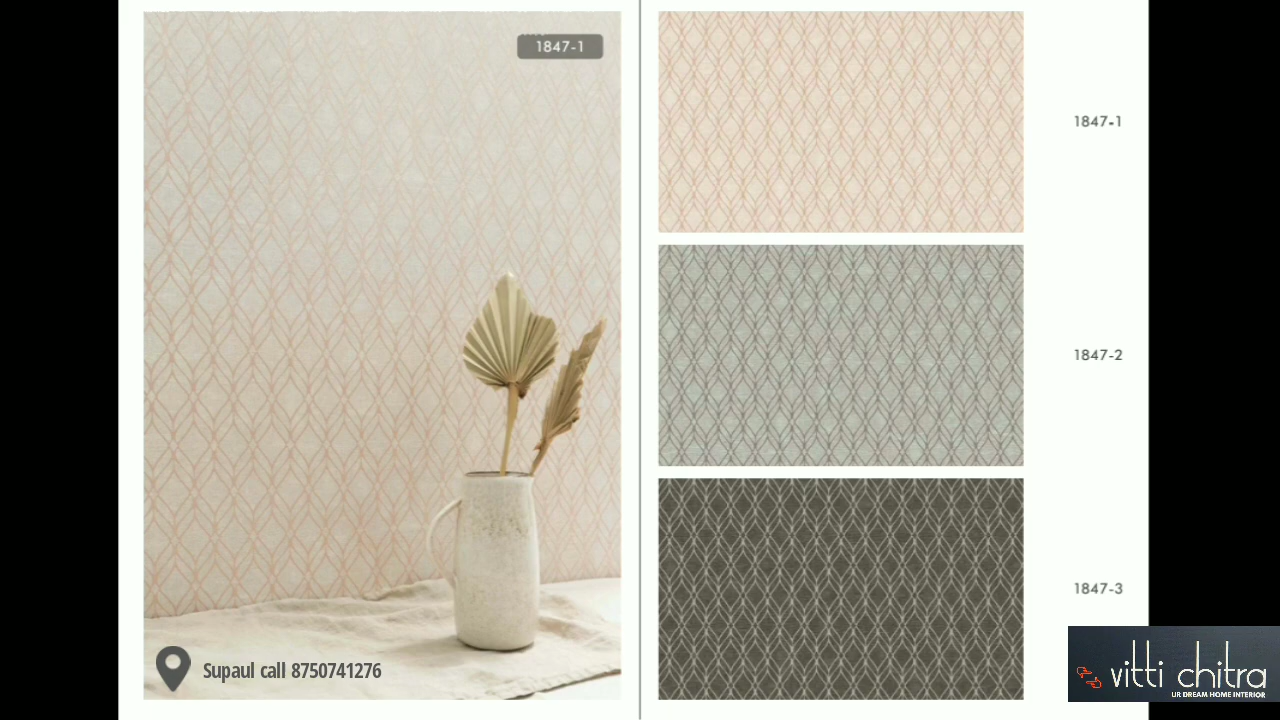 1847-1
1847-1
1847-2
1847-3
Supaul call 8750741276
vitti chitra
UR DREAM HOME INTERIOR